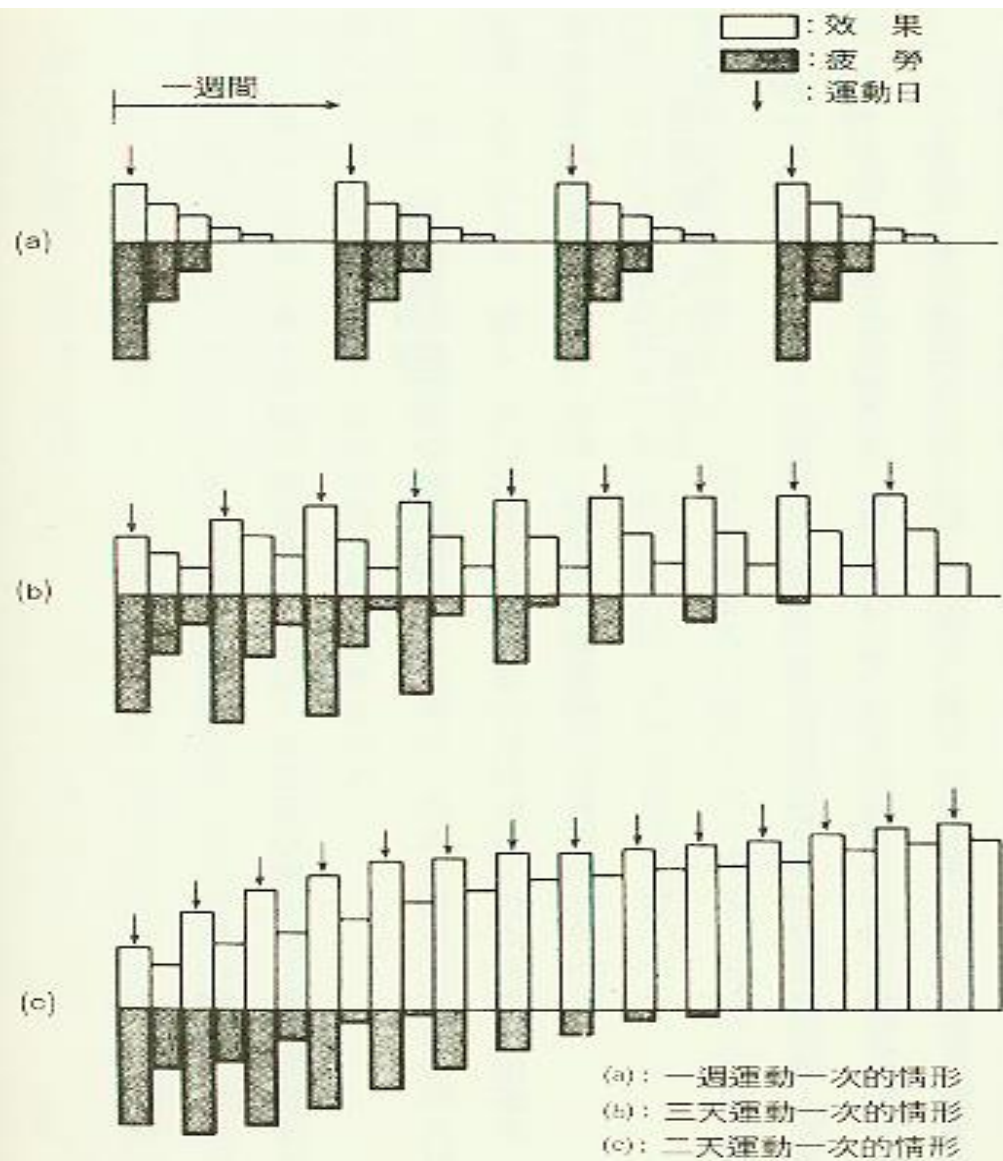 ：效 果
：疲 勞
：運動日
一週間
(a)
(b)
(c)
(a)：一週運動一次的情形
(b)：三天運動一次的情形
(c)：二天運動一次的情形